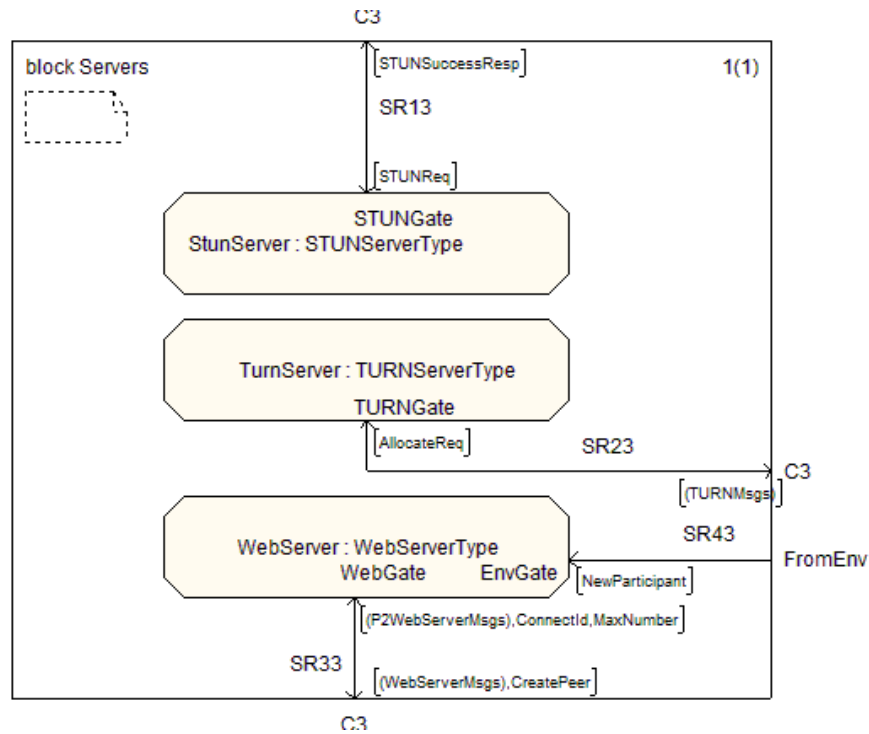 C3
block Servers
[STUNSuccessResp]
1(1)
SR13
[STUNReq]
STUNGate
StunServer : STUNServerType
TurnServer : TURNServerType
TURNGate
[AllocateReq]
SR23
C3
[(TURNMsgs)]
SR43
WebServer : WebServerType
FromEnv
WebGate
EnvGate
[NewParticipant]
[(P2WebServerMsgs),ConnectId,MaxNumber]
SR33
[(WebServerMsgs),CreatePeer]
C3